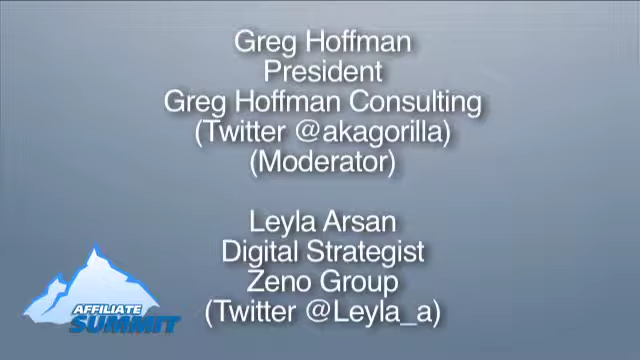 Greg Hoffman
President
Greg Hoffman Consulting
(Twitter @akagorilla)
(Moderator)
Leyla Arsan
Digital Strategist
Zeno Group
(Twitter @Leyla_a)
AFFILIATE
SUMMIT